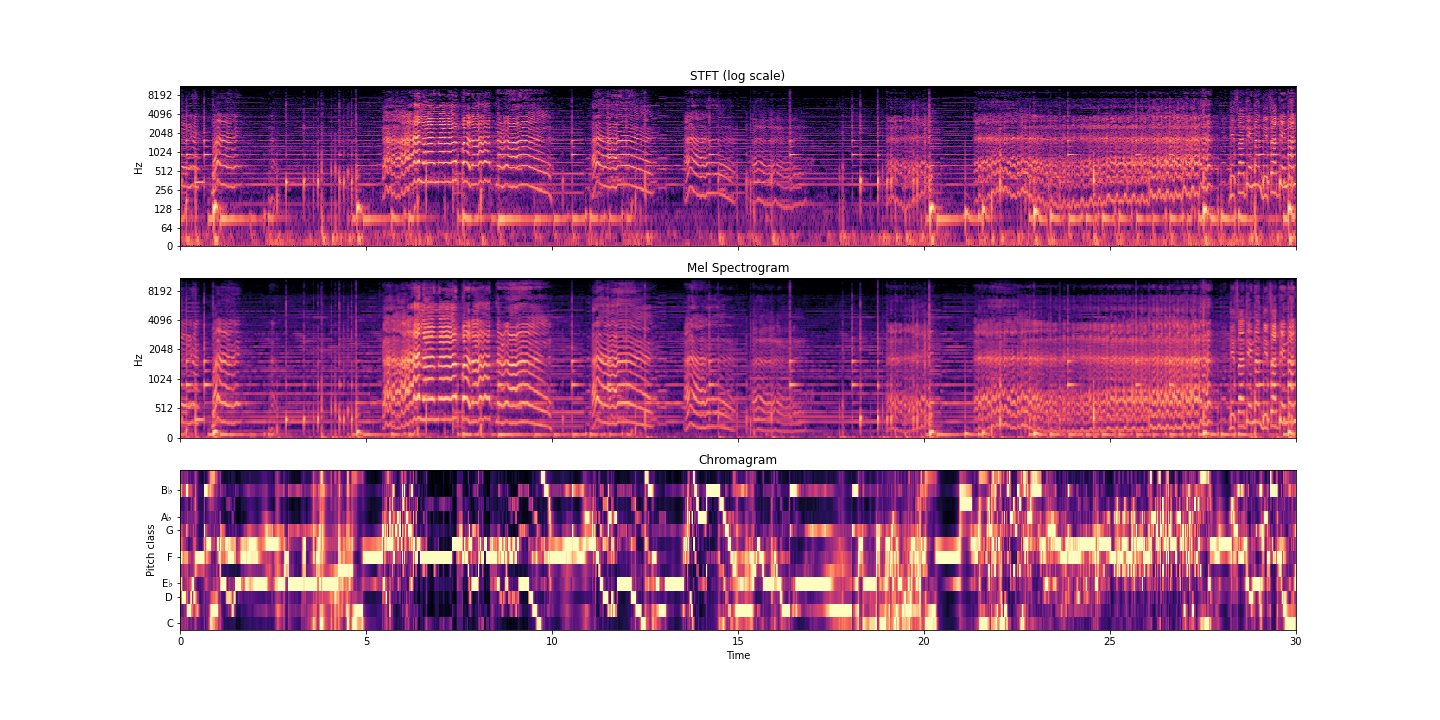 STFT (log scale)
8192
4096
2048
1024
512
256
128
64
0
Hz
Mel Spectrogram
8192
4096
2048
1024
512
0
Hz
Chromagram
B♭
A♭
G
F
E♭
D
C
Pitch class
0 5 10 15 20 25 30
Time